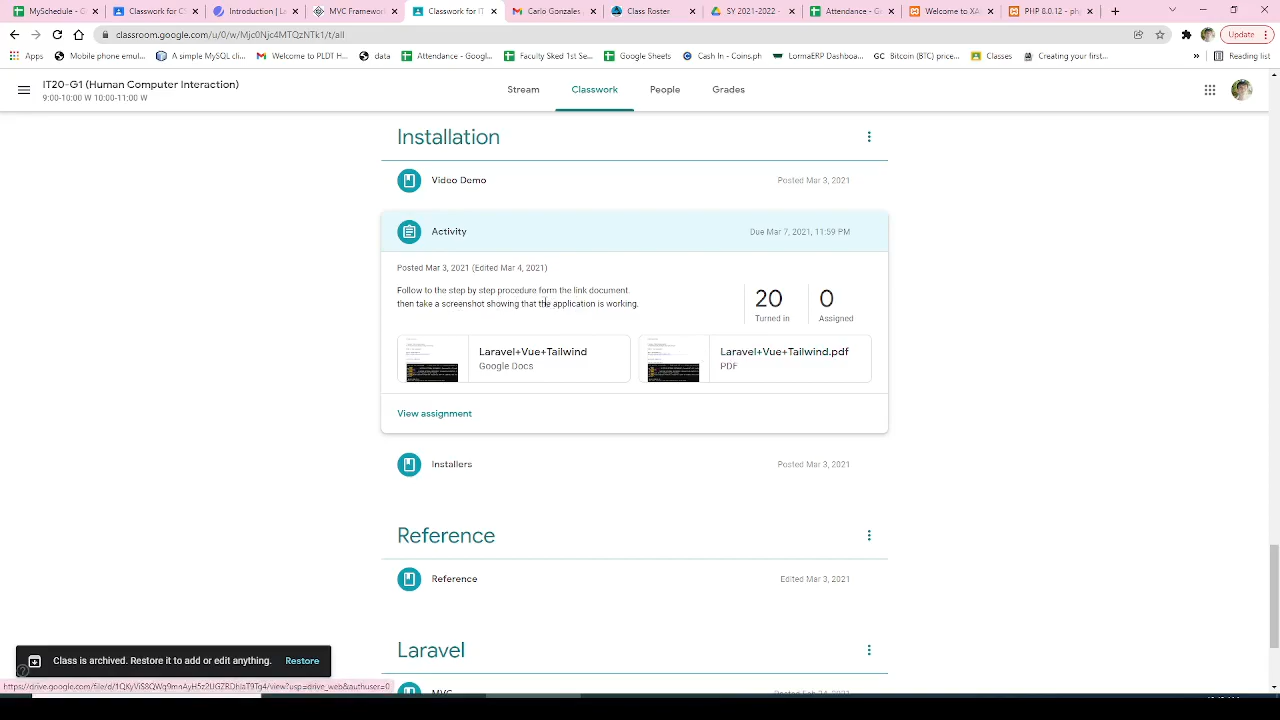 MySchedule - G
Classwork for C
Introduction | La
MVC Framework
Classwork for IT
Carlo Gonzales
Class Roster
SY 2021-2022 -
Attendance - G
Welcome to XA
PHP 8.0.12 - ph
classroom.google.com/u/0/w/Mjc0Njc4MTQzNTk1/t/all
Update
Apps
Mobile phone emul...
A simple MySQL cli...
Welcome to PLDT H...
data
Attendance - Googl...
Faculty Sked:1st Se...
Google Sheets
Cash In - Coins.ph
LormaERP Dashboa...
GC Bitcoin (BTC) price...
Classes
Creating your first...
»
Reading list
IT20-G1 (Human Computer Interaction)
9:00-10:00 W 10:00-11:00 W
Stream
Classwork
People
Grades
Installation
Video Demo
Posted Mar 3, 2021
Activity
Due Mar 7, 2021, 11:59 PM
Posted Mar 3, 2021 (Edited Mar 4, 2021)
Follow to the step by step procedure form the link document.
then take a screenshot showing that the application is working.
20
Turned in
0
Assigned
Laravel+Vue+Tailwind
Google Docs
Laravel+Vue+Tailwind.pdf
PDF
View assignment
Installers
Posted Mar 3, 2021
Reference
Reference
Edited Mar 3, 2021
Laravel
MVC
Posted Feb 24, 2021
Class is archived. Restore it to add or edit anything.
Restore